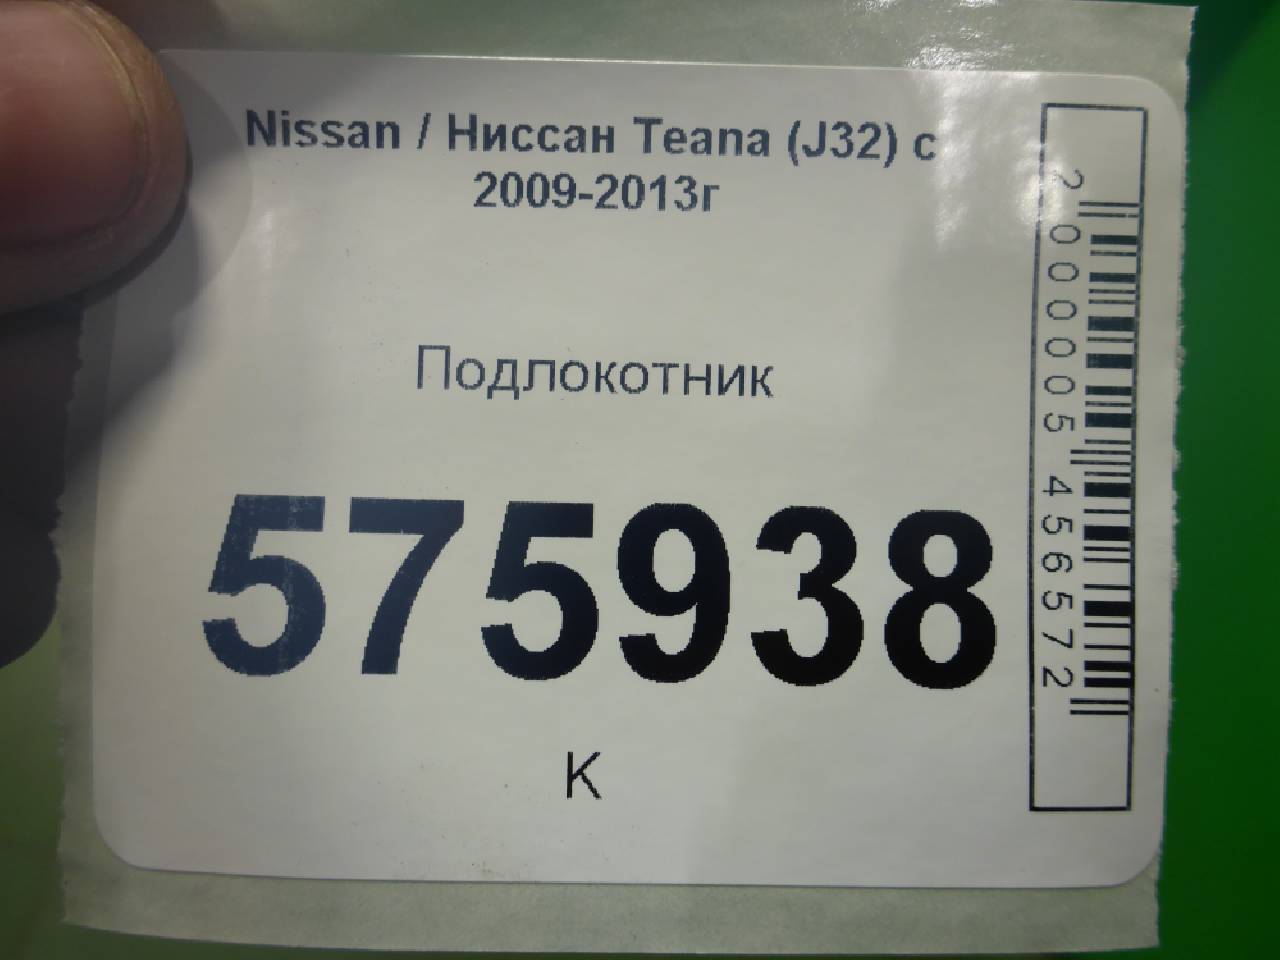 Nissan / Ниссан Teana (J32) с
2009-2013г
Подлокотник
575938
К
2000005456572